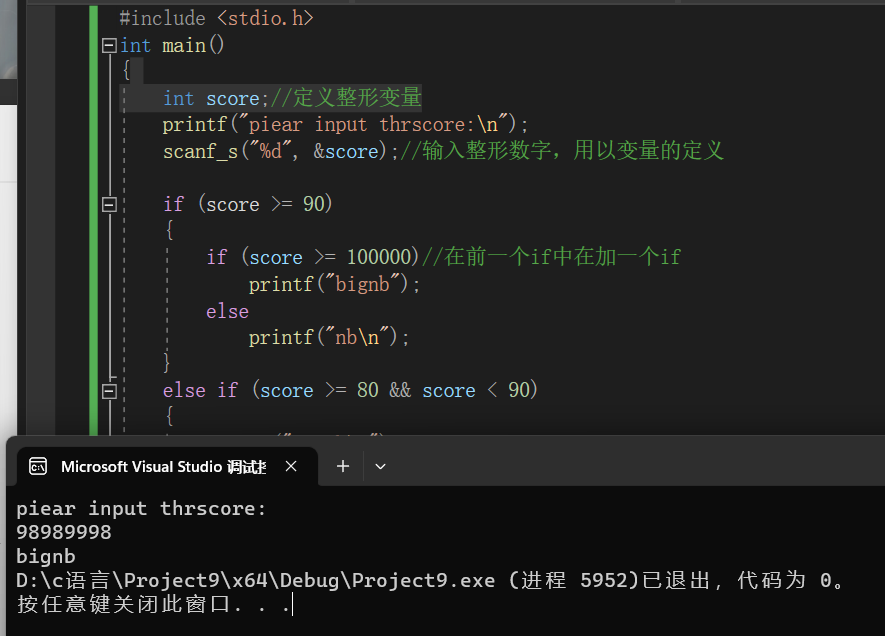 #include <stdio.h>
int main()
{
int score;//定义整形变量
printf("piear input thrscore:\n");
scanf_s("%d", &score);//输入整形数字，用以变量的定义
if (score >= 90)
{
if (score >= 100000)//在前一个if中在加一个if
printf("bignb");
else
printf("nb\n");
}
else if (score >= 80 && score < 90)
{
Microsoft Visual Studio 调试
piear input thrscore:
98989998
bignb
D:\c语言\Project9\x64\Debug\Project9.exe (进程 5952)已退出，代码为 0。
按任意键关闭此窗口. . .